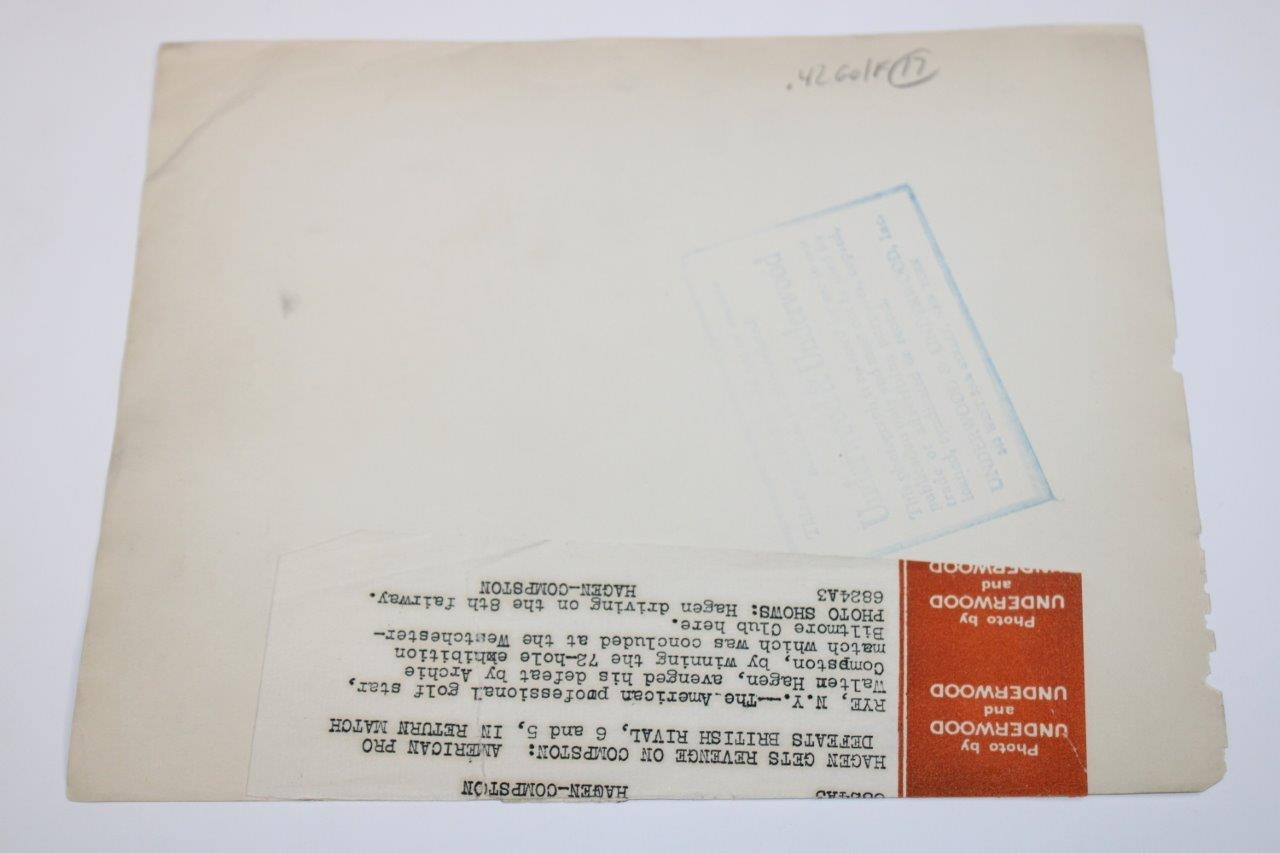 .42 Golf 17
Underwood & Underwood
UNDERWOOD & UNDERWOOD, Inc.
6824A3 HAGEN-COMPSTON
HAGEN GETS REVENGE ON COMPSTON: AMERICAN PRO
DEFEATS BRITISH RIVAL, 6 and 5, IN RETURN MATCH
RYE, N.Y.—The American professional golf star,
Walter Hagen, avenged his defeat by Archie
Compston, by winning the 72-hole exhibition
match which was concluded at the Westchester-
Biltmore Club here.
PHOTO SHOWS: Hagen driving on the 8th fairway.
6824A3 HAGEN-COMPSTON
Photo by
UNDERWOOD
and
UNDERWOOD
Photo by
UNDERWOOD
and
UNDERWOOD